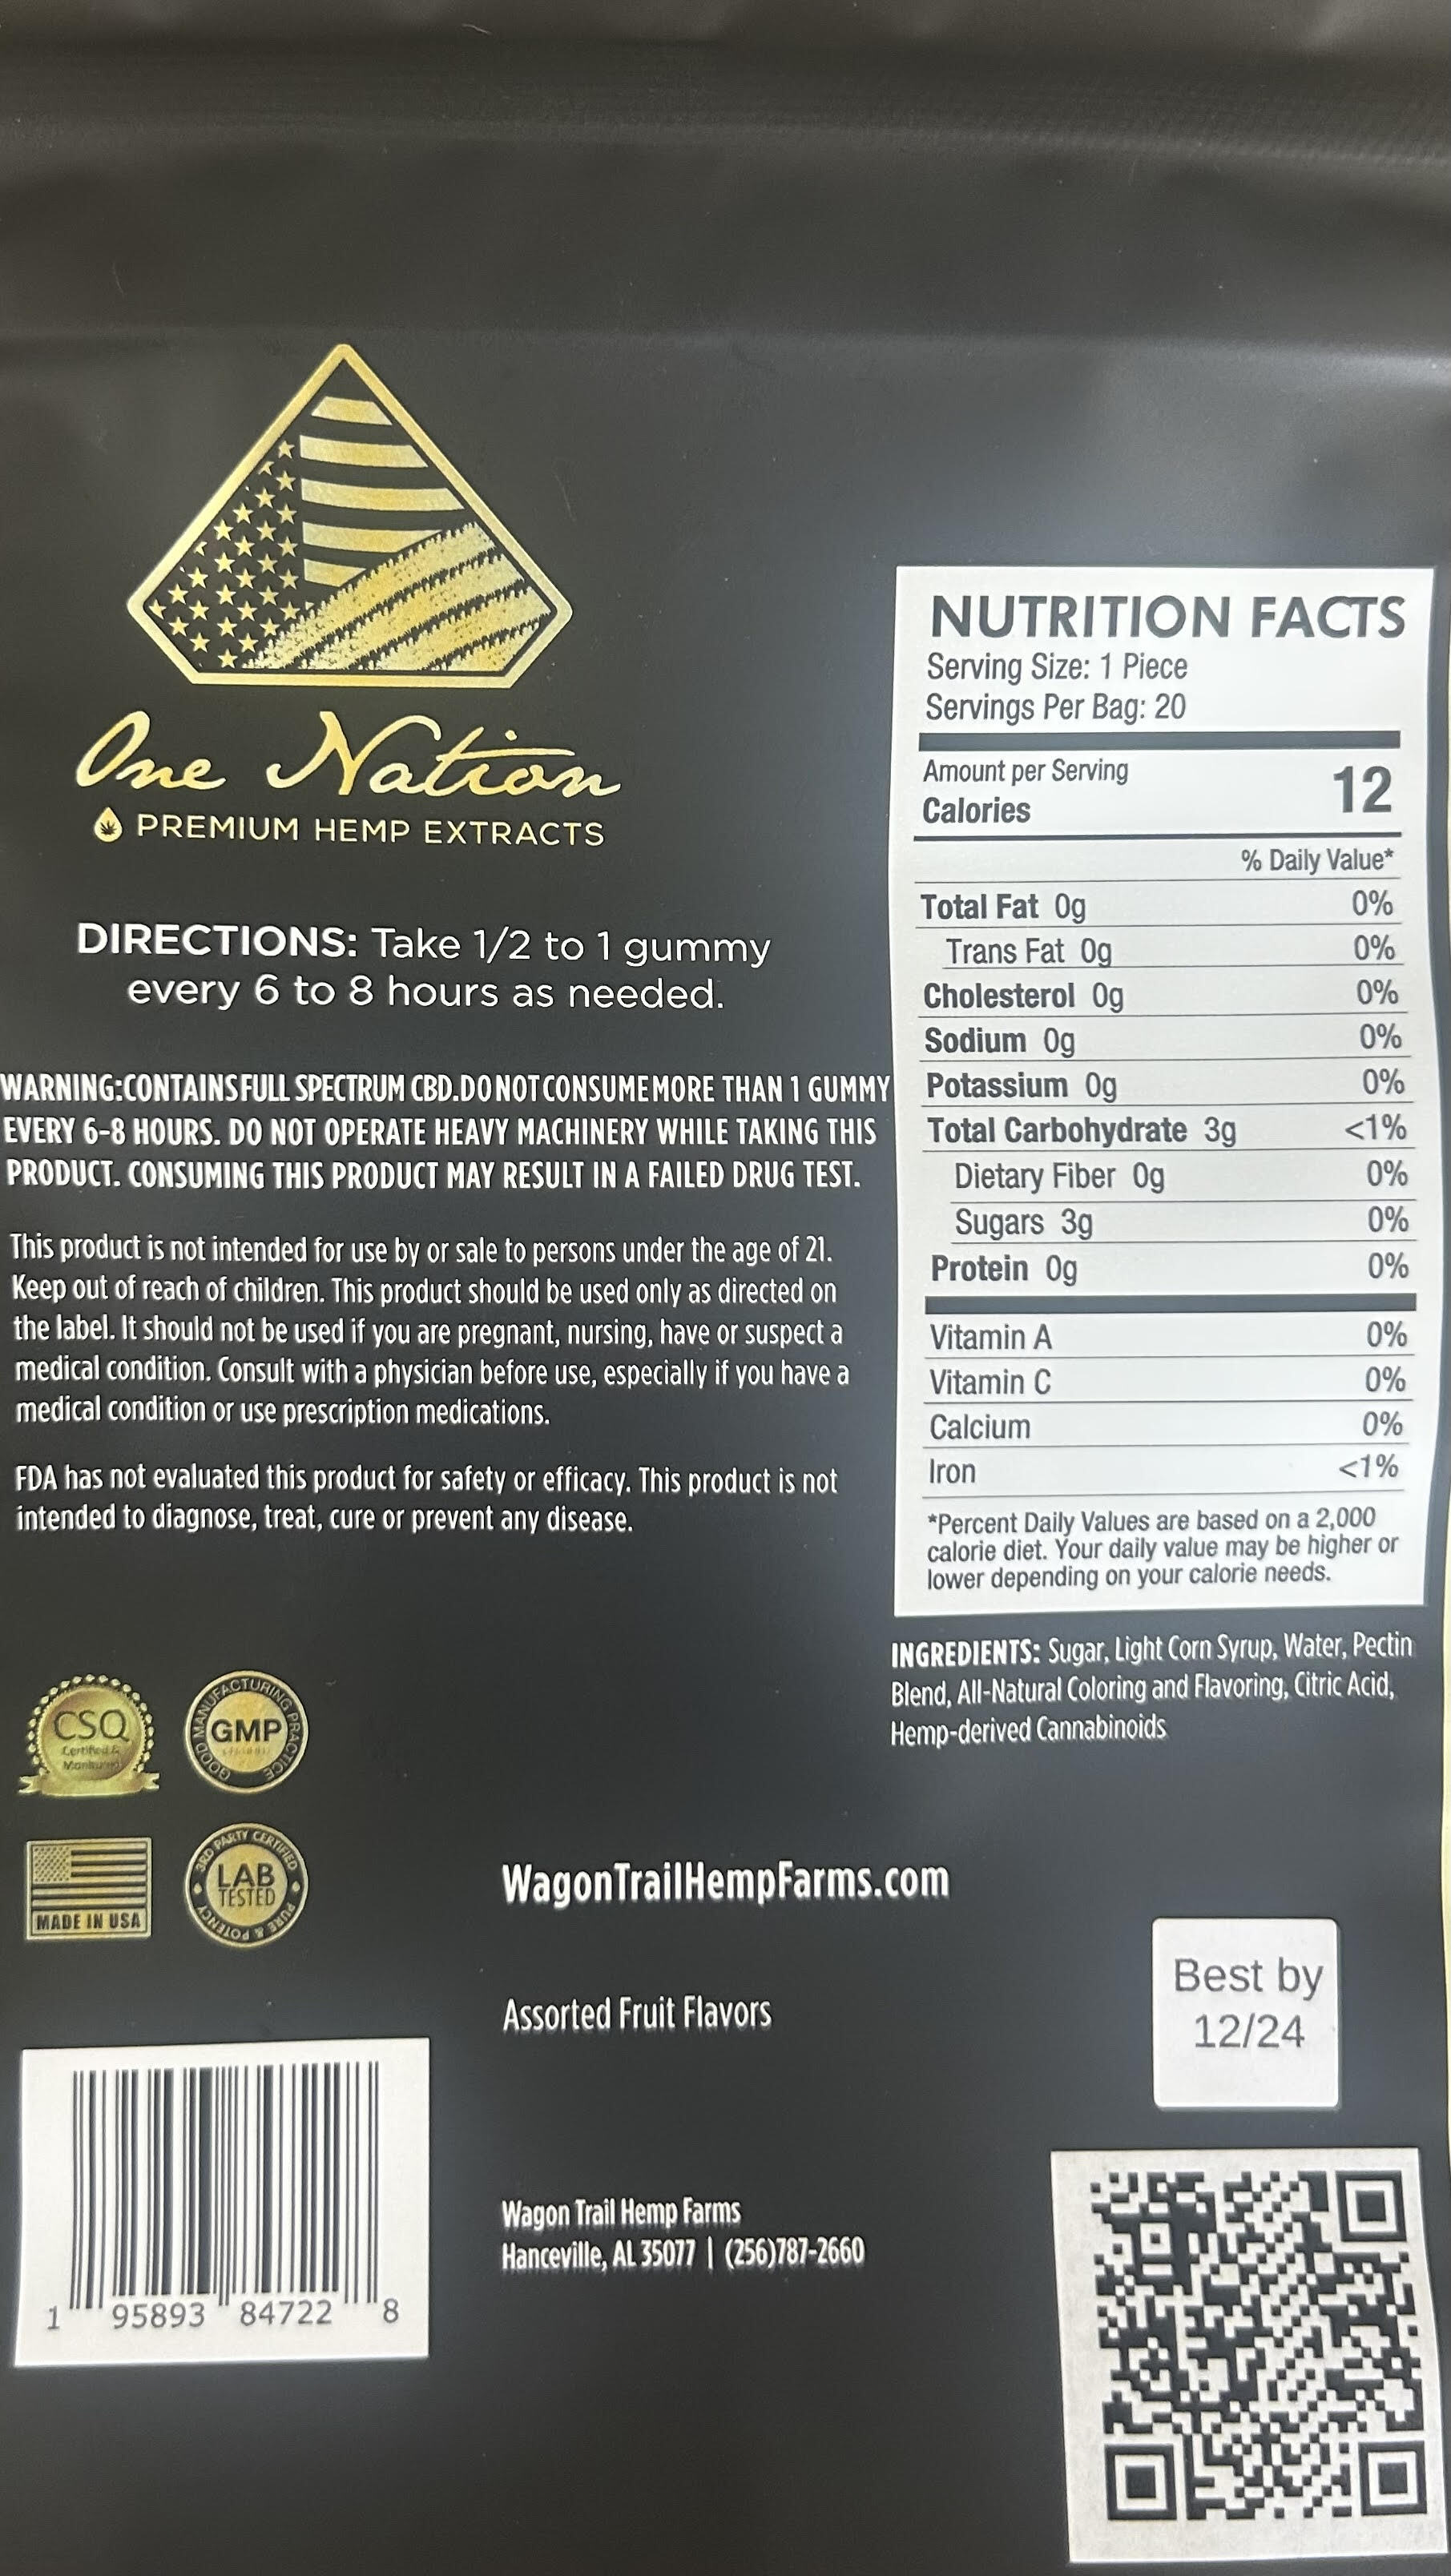 One Nation
PREMIUM HEMP EXTRACTS
DIRECTIONS: Take 1/2 to 1 gummy
every 6 to 8 hours as needed.
WARNING:CONTAINS FULL SPECTRUM CBD. DO NOT CONSUME MORE THAN 1 GUMMY
EVERY 6-8 HOURS. DO NOT OPERATE HEAVY MACHINERY WHILE TAKING THIS
PRODUCT. CONSUMING THIS PRODUCT MAY RESULT IN A FAILED DRUG TEST.
This product is not intended for use by or sale to persons under the age of 21.
Keep out of reach of children. This product should be used only as directed on
the label. It should not be used if you are pregnant, nursing, have or suspect a
medical condition. Consult with a physician before use, especially if you have a
medical condition or use prescription medications.
FDA has not evaluated this product for safety or efficacy. This product is not
intended to diagnose, treat, cure or prevent any disease.
NUTRITION FACTS
Serving Size: 1 Piece
Servings Per Bag: 20
Amount per Serving
Calories 12
% Daily Value*
Total Fat 0g 0%
Trans Fat 0g 0%
Cholesterol 0g 0%
Sodium 0g 0%
Potassium 0g 0%
Total Carbohydrate 3g <1%
Dietary Fiber 0g 0%
Sugars 3g 0%
Protein 0g 0%
Vitamin A 0%
Vitamin C 0%
Calcium 0%
Iron <1%
*Percent Daily Values are based on a 2,000
calorie diet. Your daily value may be higher or
lower depending on your calorie needs.
INGREDIENTS: Sugar, Light Corn Syrup, Water, Pectin
Blend, All-Natural Coloring and Flavoring, Citric Acid,
Hemp-derived Cannabinoids
CSQ
Certified &
Monitored
GOOD MANUFACTURING PRACTICE
GMP
MADE IN USA
3RD PARTY CERTIFIED
LAB
TESTED
PURE & POTENCY
WagonTrailHempFarms.com
Assorted Fruit Flavors
Best by
12/24
Wagon Trail Hemp Farms
Hanceville, AL 35077 | (256)787-2660
1 95893 84722 8